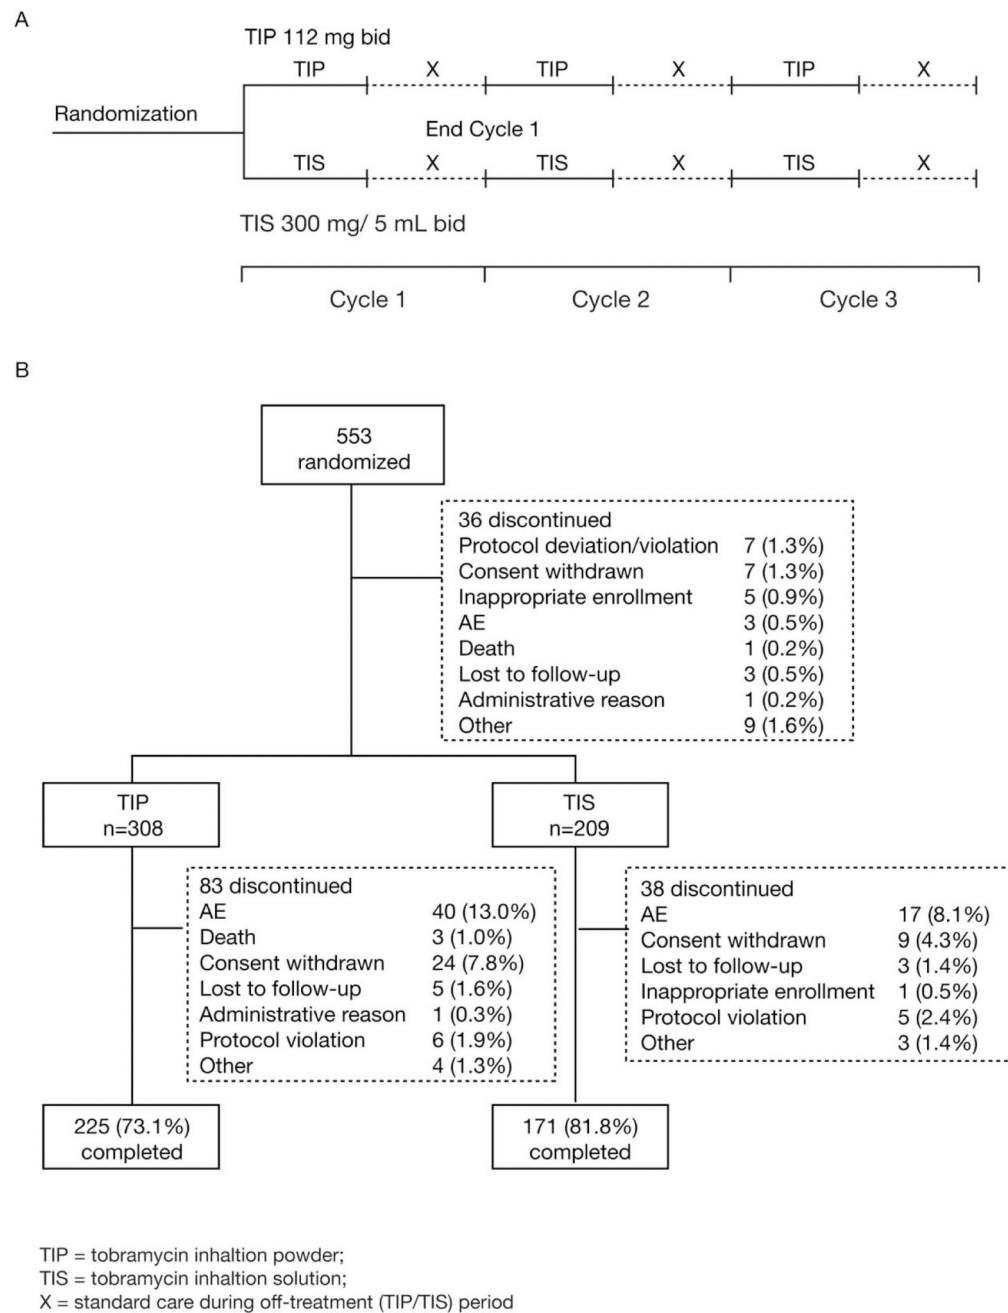 A
TIP 112 mg bid
TIP X TIP X TIP X
Randomization
End Cycle 1
TIS X TIS X TIS X
TIS 300 mg/ 5 mL bid
Cycle 1 Cycle 2 Cycle 3
B
553
randomized
36 discontinued
Protocol deviation/violation 7 (1.3%)
Consent withdrawn 7 (1.3%)
Inappropriate enrollment 5 (0.9%)
AE 3 (0.5%)
Death 1 (0.2%)
Lost to follow-up 3 (0.5%)
Administrative reason 1 (0.2%)
Other 9 (1.6%)
TIP
n=308
TIS
n=209
83 discontinued
AE 40 (13.0%)
Death 3 (1.0%)
Consent withdrawn 24 (7.8%)
Lost to follow-up 5 (1.6%)
Administrative reason 1 (0.3%)
Protocol violation 6 (1.9%)
Other 4 (1.3%)
38 discontinued
AE 17 (8.1%)
Consent withdrawn 9 (4.3%)
Lost to follow-up 3 (1.4%)
Inappropriate enrollment 1 (0.5%)
Protocol violation 5 (2.4%)
Other 3 (1.4%)
225 (73.1%)
completed
171 (81.8%)
completed
TIP = tobramycin inhaltion powder;
TIS = tobramycin inhaltion solution;
X = standard care during off-treatment (TIP/TIS) period